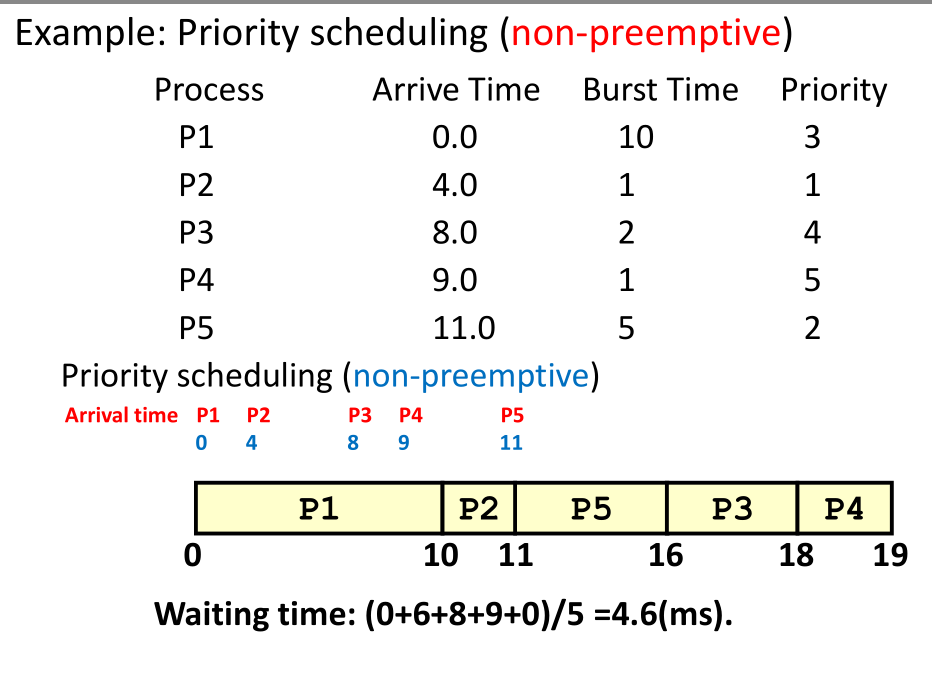 Example: Priority scheduling (non-preemptive)
Process Arrive Time Burst Time Priority
P1 0.0 10 3
P2 4.0 1 1
P3 8.0 2 4
P4 9.0 1 5
P5 11.0 5 2
Priority scheduling (non-preemptive)
Arrival time P1 P2 P3 P4 P5
0 4 8 9 11
P1 P2 P5 P3 P4
0 10 11 16 18 19
Waiting time: (0+6+8+9+0)/5 =4.6(ms).